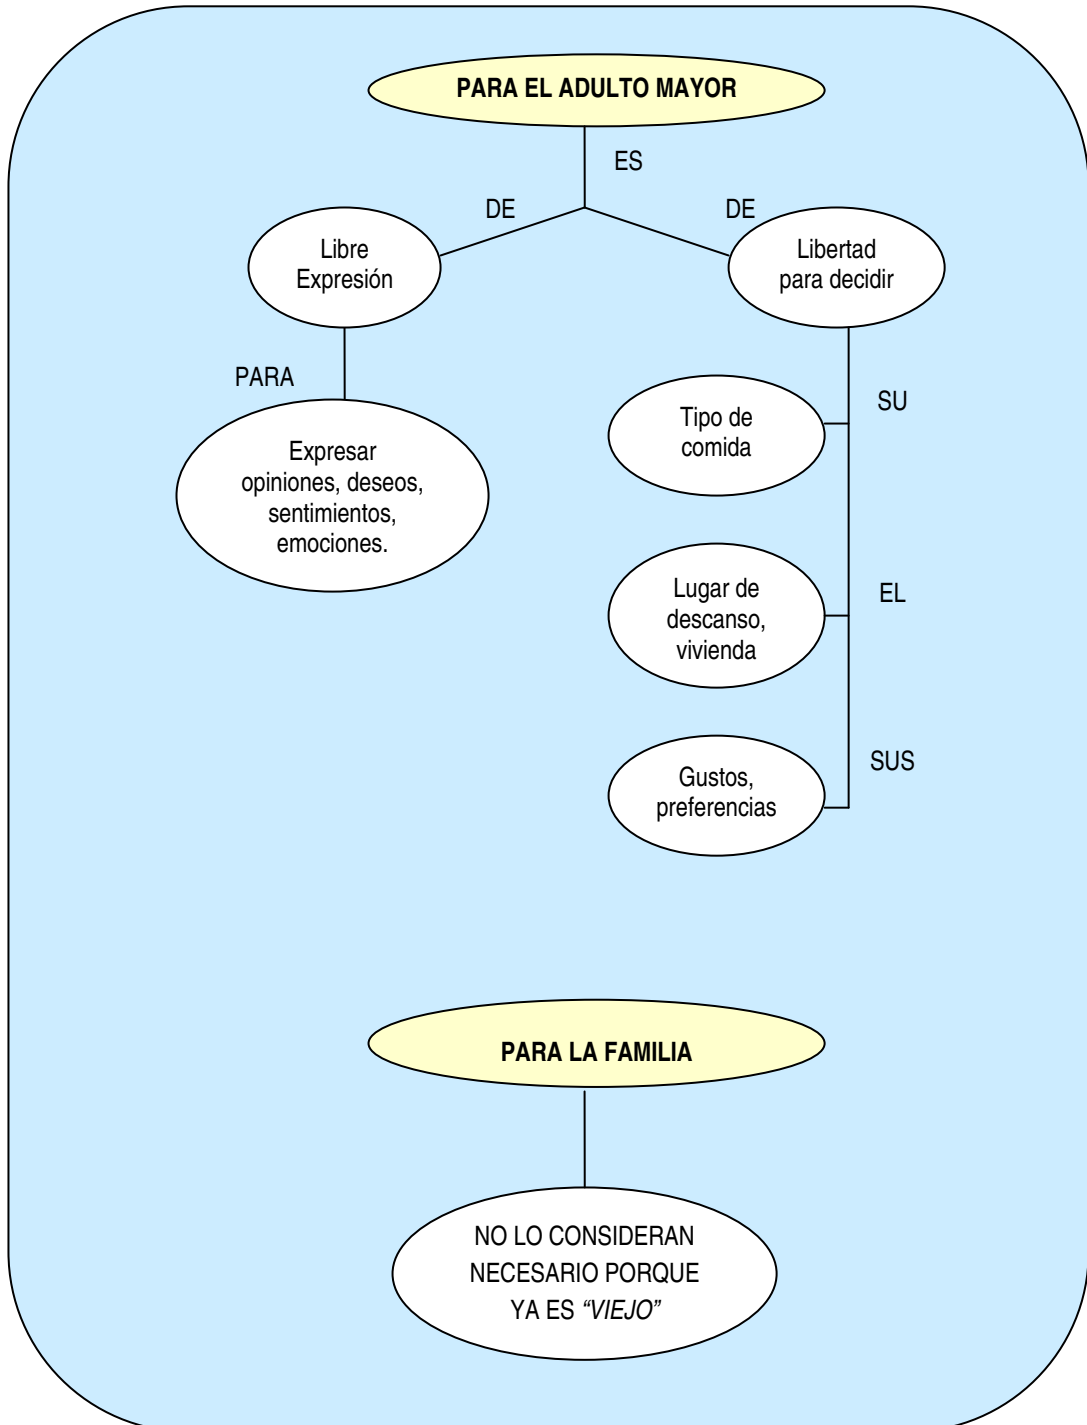 PARA EL ADULTO MAYOR
ES
DE
DE
Libre
Expresión
Libertad
para decidir
PARA
Expresar
opiniones, deseos,
sentimientos,
emociones.
SU
Tipo de
comida
EL
Lugar de
descanso,
vivienda
SUS
Gustos,
preferencias
PARA LA FAMILIA
NO LO CONSIDERAN
NECESARIO PORQUE
YA ES “VIEJO”